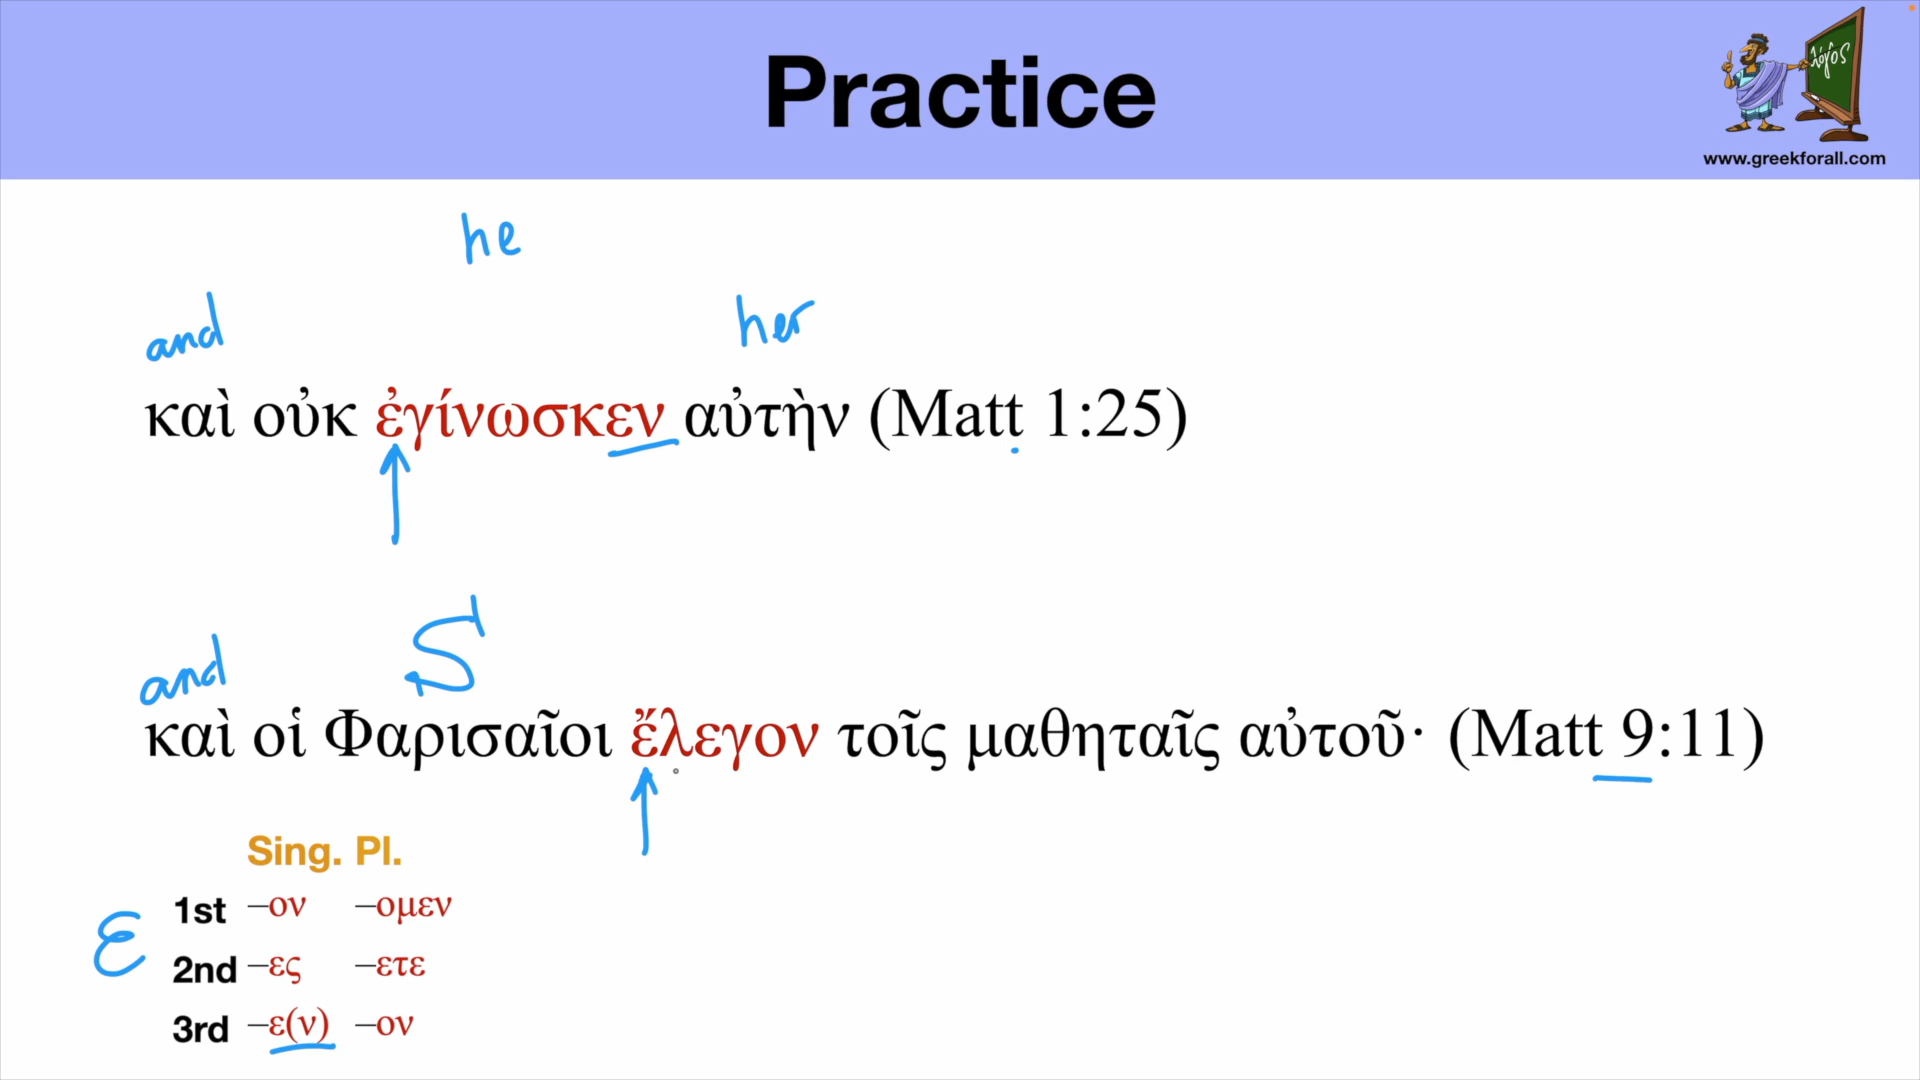 Practice
λόγος
www.greekforall.com
he
and
her
καὶ οὐκ ἐγίνωσκεν αὐτὴν (Matt 1:25)
S
and
καὶ οἱ Φαρισαῖοι ἔλεγον τοῖς μαθηταῖς αὐτοῦ· (Matt 9:11)
Sing. Pl.
1st –ον –ομεν
ε
2nd –ες –ετε
3rd –ε(ν) –ον